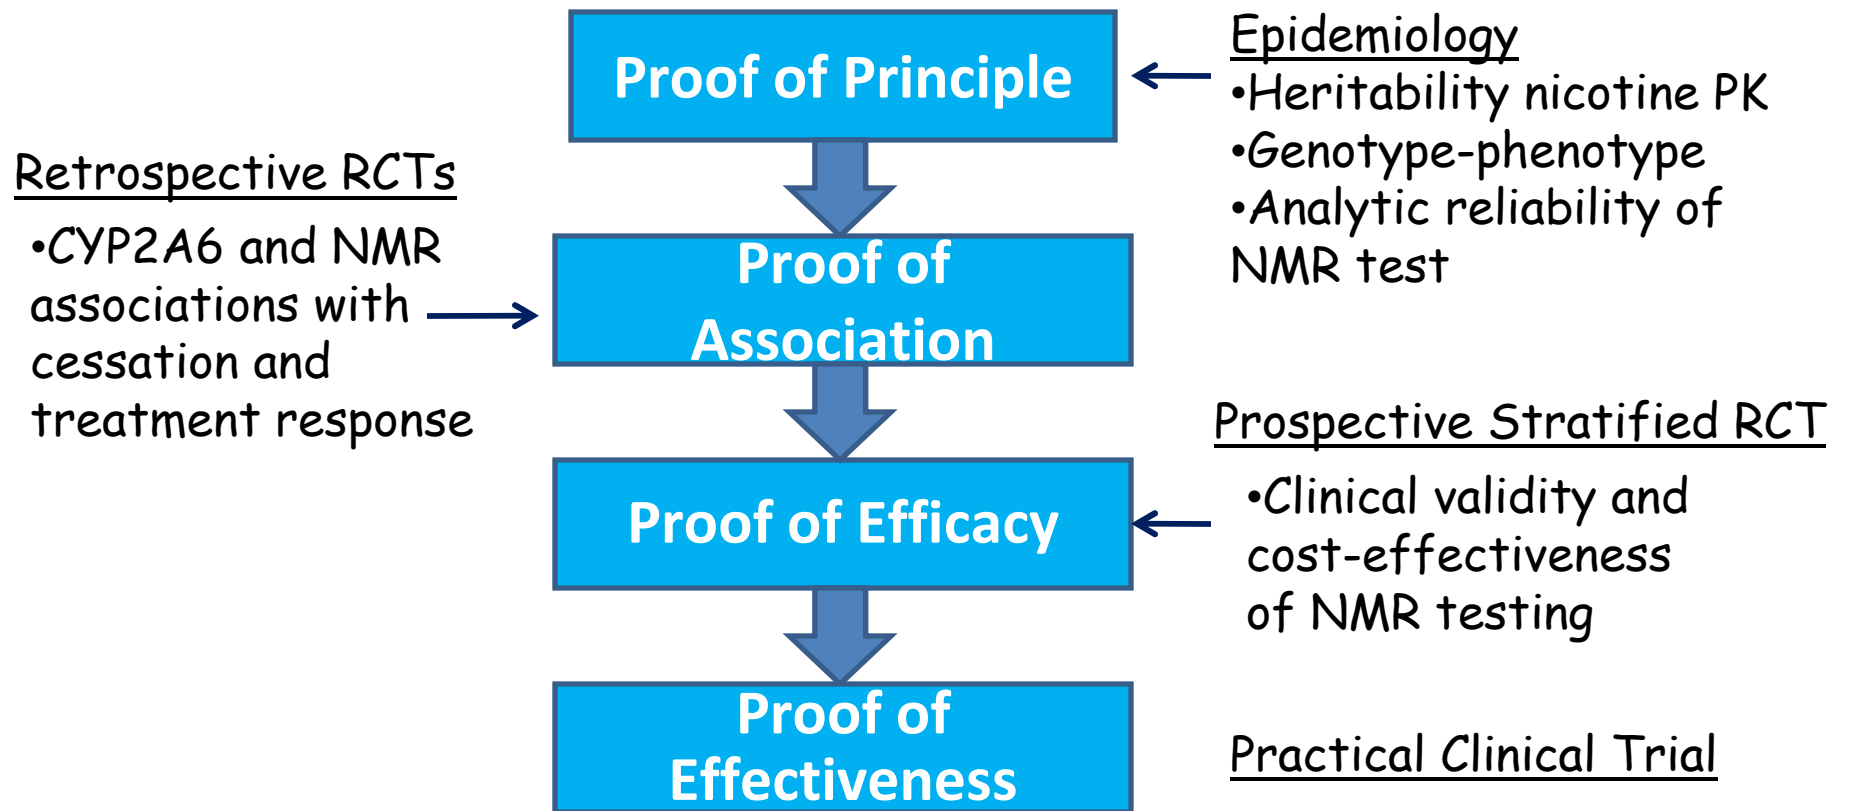 Proof of Principle
Epidemiology
•Heritability nicotine PK
•Genotype-phenotype
•Analytic reliability of
NMR test
Retrospective RCTs
•CYP2A6 and NMR
associations with
cessation and
treatment response
Proof of
Association
Prospective Stratified RCT
•Clinical validity and
cost-effectiveness
of NMR testing
Proof of Efficacy
Proof of
Effectiveness
Practical Clinical Trial